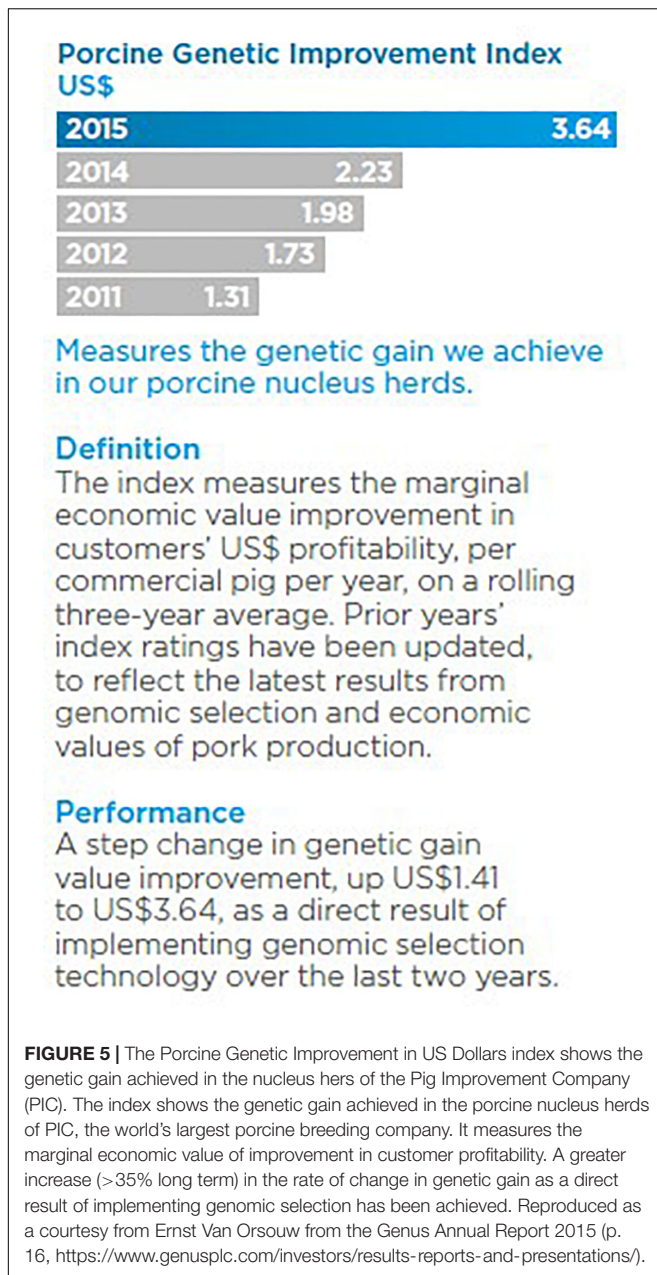 Porcine Genetic Improvement Index
US$
2015 3.64
2014 2.23
2013 1.98
2012 1.73
2011 1.31
Measures the genetic gain we achieve
in our porcine nucleus herds.
Definition
The index measures the marginal
economic value improvement in
customers' US$ profitability, per
commercial pig per year, on a rolling
three-year average. Prior years'
index ratings have been updated,
to reflect the latest results from
genomic selection and economic
values of pork production.
Performance
A step change in genetic gain
value improvement, up US$1.41
to US$3.64, as a direct result of
implementing genomic selection
technology over the last two years.
FIGURE 5 | The Porcine Genetic Improvement in US Dollars index shows the
genetic gain achieved in the nucleus hers of the Pig Improvement Company
(PIC). The index shows the genetic gain achieved in the porcine nucleus herds
of PIC, the world's largest porcine breeding company. It measures the
marginal economic value of improvement in customer profitability. A greater
increase (>35% long term) in the rate of change in genetic gain as a direct
result of implementing genomic selection has been achieved. Reproduced as
a courtesy from Ernst Van Orsouw from the Genus Annual Report 2015 (p.
16, https://www.genusplc.com/investors/results-reports-and-presentations/).